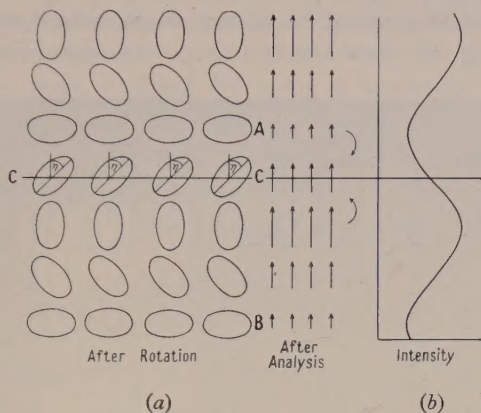 A
C η η η η C
B
After Rotation After Analysis Intensity
(a) (b)